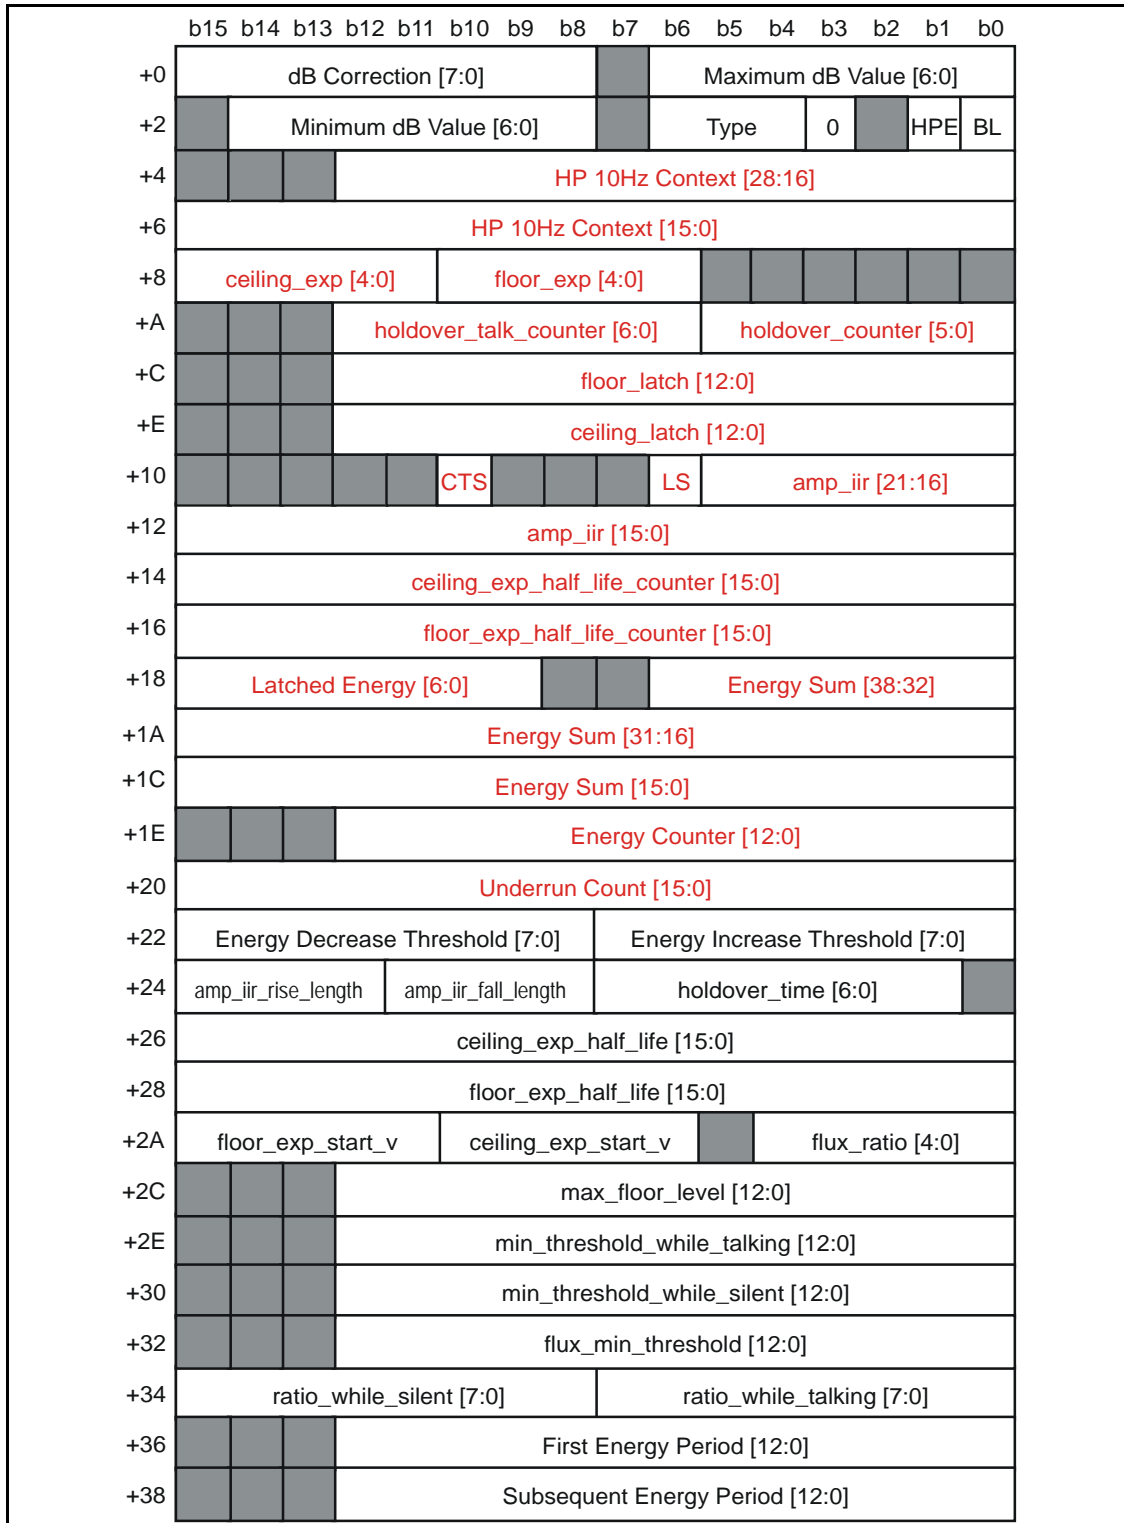 b15 b14 b13 b12 b11 b10 b9 b8 b7 b6 b5 b4 b3 b2 b1 b0
+0 dB Correction [7:0] Maximum dB Value [6:0]
+2 Minimum dB Value [6:0] Type 0 HPE BL
+4 HP 10Hz Context [28:16]
+6 HP 10Hz Context [15:0]
+8 ceiling_exp [4:0] floor_exp [4:0]
+A holdover_talk_counter [6:0] holdover_counter [5:0]
+C floor_latch [12:0]
+E ceiling_latch [12:0]
+10 CTS LS amp_iir [21:16]
+12 amp_iir [15:0]
+14 ceiling_exp_half_life_counter [15:0]
+16 floor_exp_half_life_counter [15:0]
+18 Latched Energy [6:0] Energy Sum [38:32]
+1A Energy Sum [31:16]
+1C Energy Sum [15:0]
+1E Energy Counter [12:0]
+20 Underrun Count [15:0]
+22 Energy Decrease Threshold [7:0] Energy Increase Threshold [7:0]
+24 amp_iir_rise_length amp_iir_fall_length holdover_time [6:0]
+26 ceiling_exp_half_life [15:0]
+28 floor_exp_half_life [15:0]
+2A floor_exp_start_v ceiling_exp_start_v flux_ratio [4:0]
+2C max_floor_level [12:0]
+2E min_threshold_while_talking [12:0]
+30 min_threshold_while_silent [12:0]
+32 flux_min_threshold [12:0]
+34 ratio_while_silent [7:0] ratio_while_talking [7:0]
+36 First Energy Period [12:0]
+38 Subsequent Energy Period [12:0]